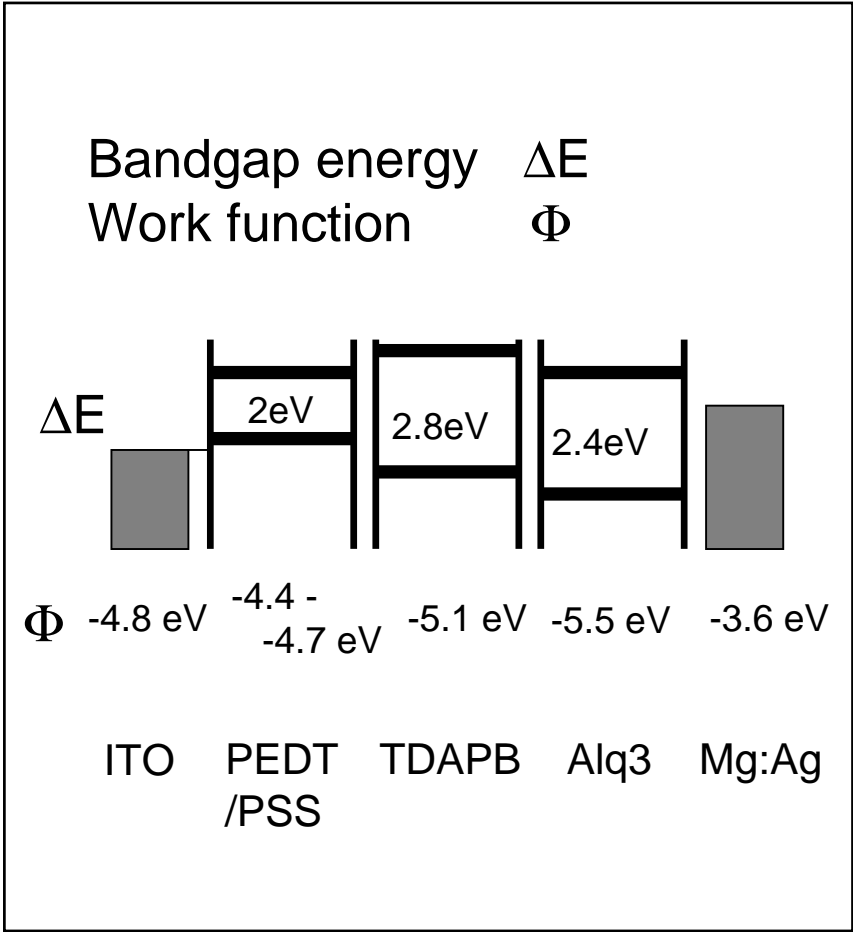 Bandgap energy ΔE
Work function Φ
ΔE
2eV
2.8eV
2.4eV
Φ -4.8 eV -4.4 - -4.7 eV -5.1 eV -5.5 eV -3.6 eV
ITO PEDT TDAPB Alq3 Mg:Ag
/PSS